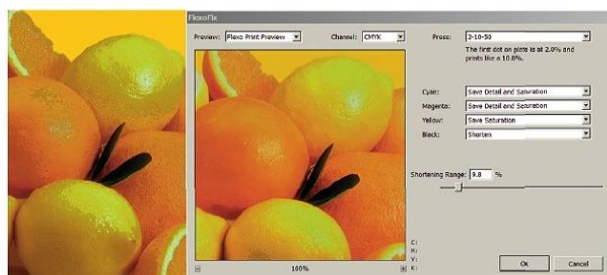 FlexoFix
Preview: Flexo Print Preview Channel: CMYK Press: 2-10-50
The first dot on plate is at 2.0% and
prints like a 10.0%.
Cyan: Save Detail and Saturation
Magenta: Save Detail and Saturation
Yellow: Save Saturation
Black: Shorten
Shortening Range: 9.8 %
C:
M:
Y:
K:
100%
Ok Cancel